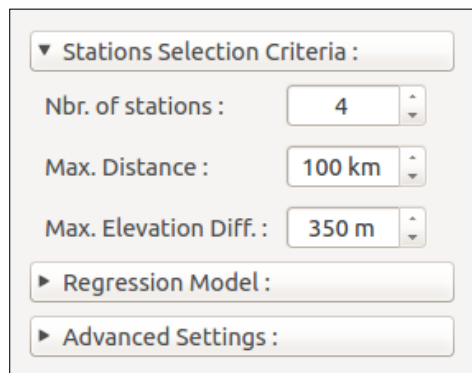 Stations Selection Criteria :
Nbr. of stations : 4
Max. Distance : 100 km
Max. Elevation Diff. : 350 m
Regression Model :
Advanced Settings :